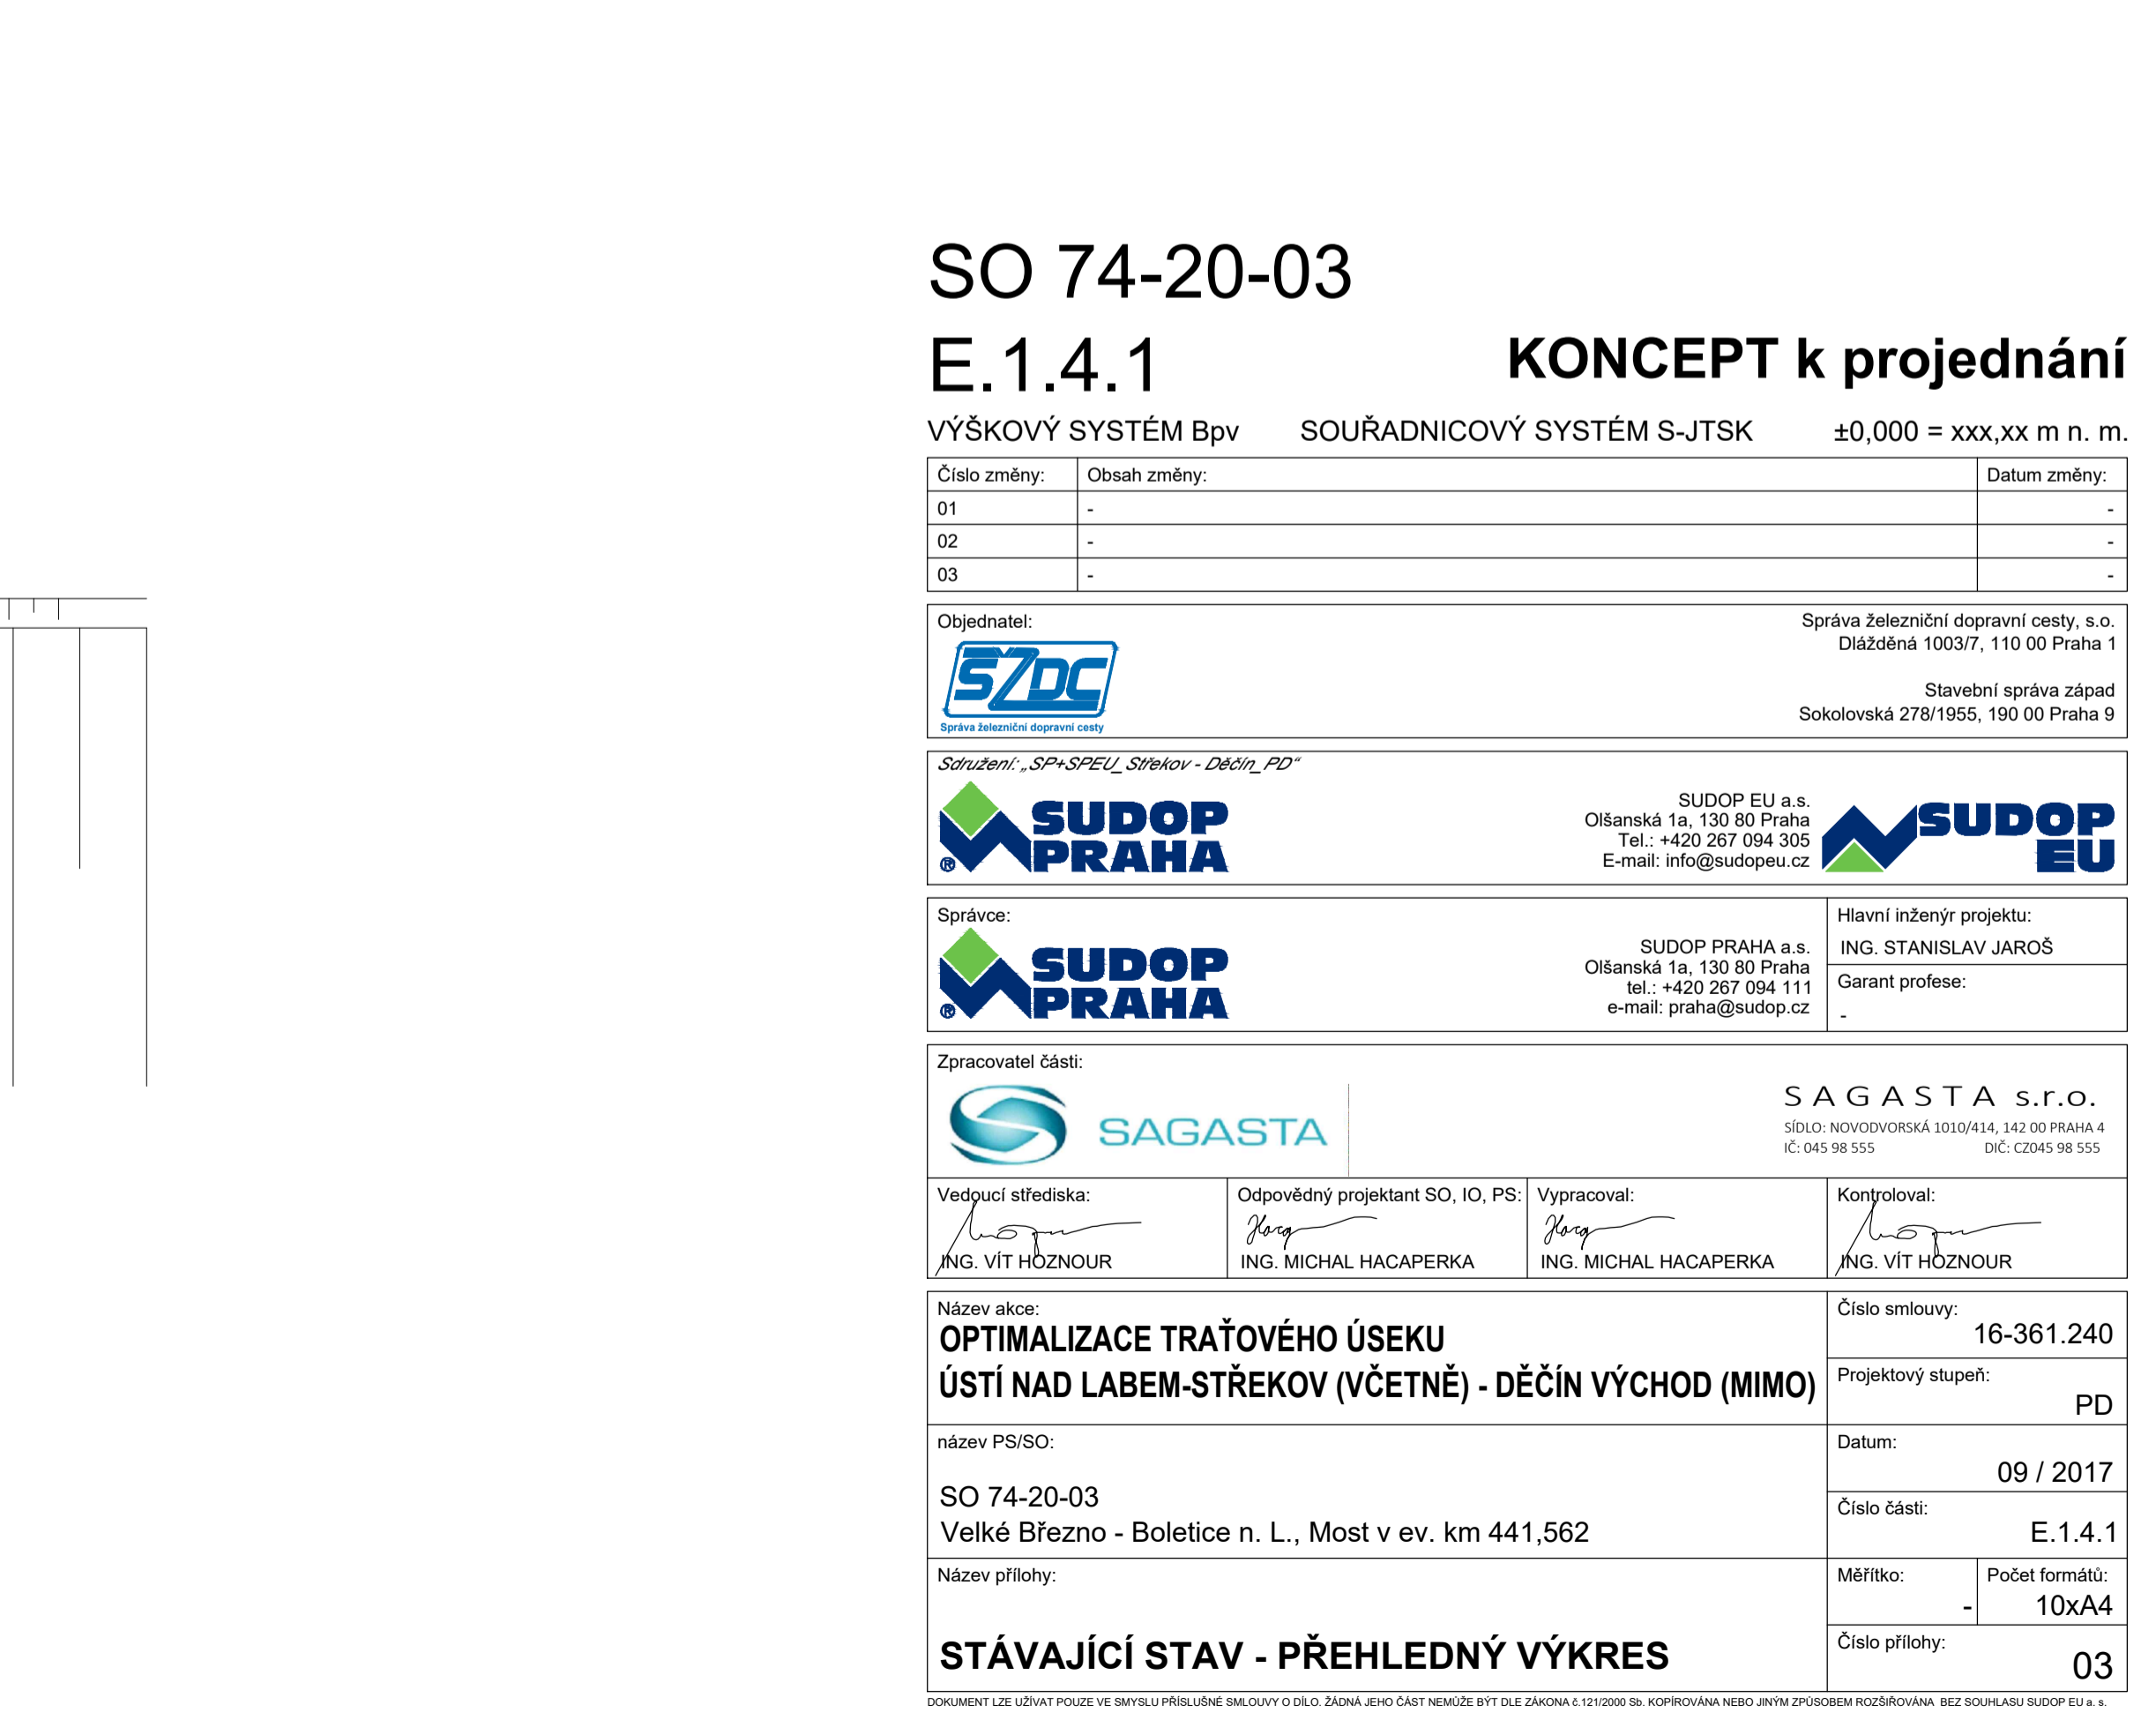 SO 74-20-03
E.1.4.1
KONCEPT k projednání
VÝŠKOVÝ SYSTÉM Bpv SOUŘADNICOVÝ SYSTÉM S-JTSK ±0,000 = xxx,xx m n. m.
Číslo změny: Obsah změny: Datum změny:
01 - -
02 - -
03 - -
Objednatel:
SŽDC
Správa železniční dopravní cesty
Správa železniční dopravní cesty, s.o.
Dlážděná 1003/7, 110 00 Praha 1
Stavební správa západ
Sokolovská 278/1955, 190 00 Praha 9
Sdružení: „SP+SPEU_Střekov - Děčín_PD“
SUDOP
PRAHA
®
SUDOP EU a.s.
Olšanská 1a, 130 80 Praha
Tel.: +420 267 094 305
E-mail: info@sudopeu.cz
SUDOP
EU
Správce:
SUDOP
PRAHA
®
SUDOP PRAHA a.s.
Olšanská 1a, 130 80 Praha
tel.: +420 267 094 111
e-mail: praha@sudop.cz
Hlavní inženýr projektu:
ING. STANISLAV JAROŠ
Garant profese:
-
Zpracovatel části:
SAGASTA
SAGASTA s.r.o.
SÍDLO: NOVODVORSKÁ 1010/414, 142 00 PRAHA 4
IČ: 045 98 555 DIČ: CZ045 98 555
Vedoucí střediska:
ING. VÍT HOZNOUR
Odpovědný projektant SO, IO, PS:
ING. MICHAL HACAPERKA
Vypracoval:
ING. MICHAL HACAPERKA
Kontroloval:
ING. VÍT HOZNOUR
Název akce:
OPTIMALIZACE TRAŤOVÉHO ÚSEKU
ÚSTÍ NAD LABEM-STŘEKOV (VČETNĚ) - DĚČÍN VÝCHOD (MIMO)
Číslo smlouvy:
16-361.240
Projektový stupeň:
PD
název PS/SO:
SO 74-20-03
Velké Březno - Boletice n. L., Most v ev. km 441,562
Datum:
09 / 2017
Číslo části:
E.1.4.1
Název přílohy:
STÁVAJÍCÍ STAV - PŘEHLEDNÝ VÝKRES
Měřítko:
-
Počet formátů:
10xA4
Číslo přílohy:
03
DOKUMENT LZE UŽÍVAT POUZE VE SMYSLU PŘÍSLUŠNÉ SMLOUVY O DÍLO. ŽÁDNÁ JEHO ČÁST NEMŮŽE BÝT DLE ZÁKONA č.121/2000 Sb. KOPÍROVÁNA NEBO JINÝM ZPŮSOBEM ROZŠIŘOVÁNA BEZ SOUHLASU SUDOP EU a. s.